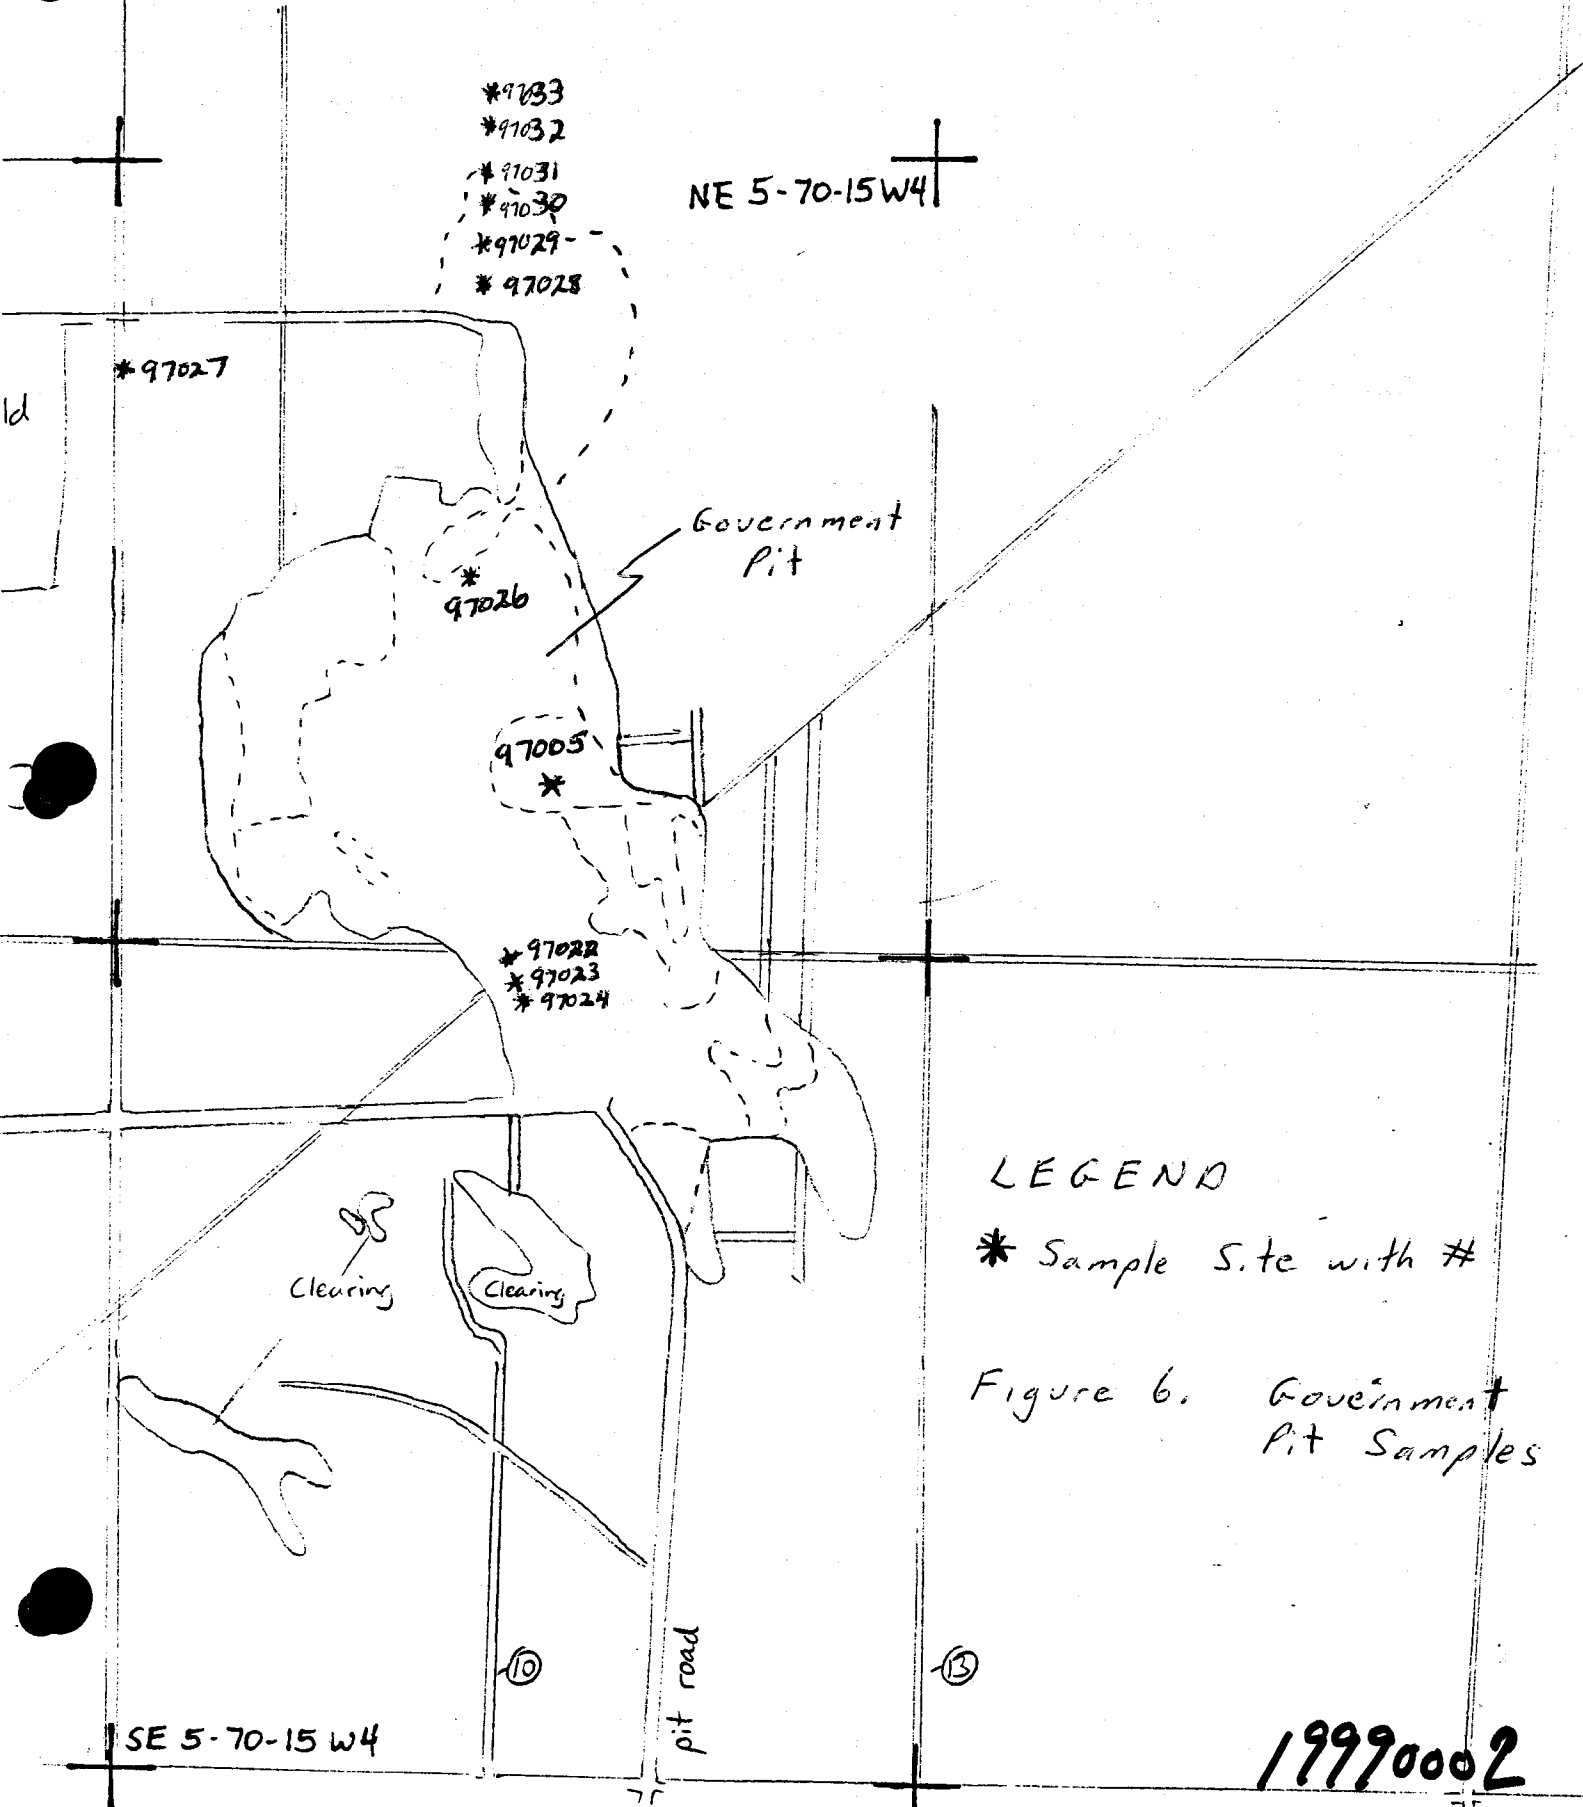 *97033
*97032
*97031
*97030
*97029
*97028
NE 5-70-15W4
*97027
ld
Government
Pit
*
97026
97005
*
*97022
*97023
*97024
LEGEND
* Sample Site with #
Clearing
Clearing
Figure 6. Government
Pit Samples
10
pit road
13
SE 5-70-15 W4
19990002